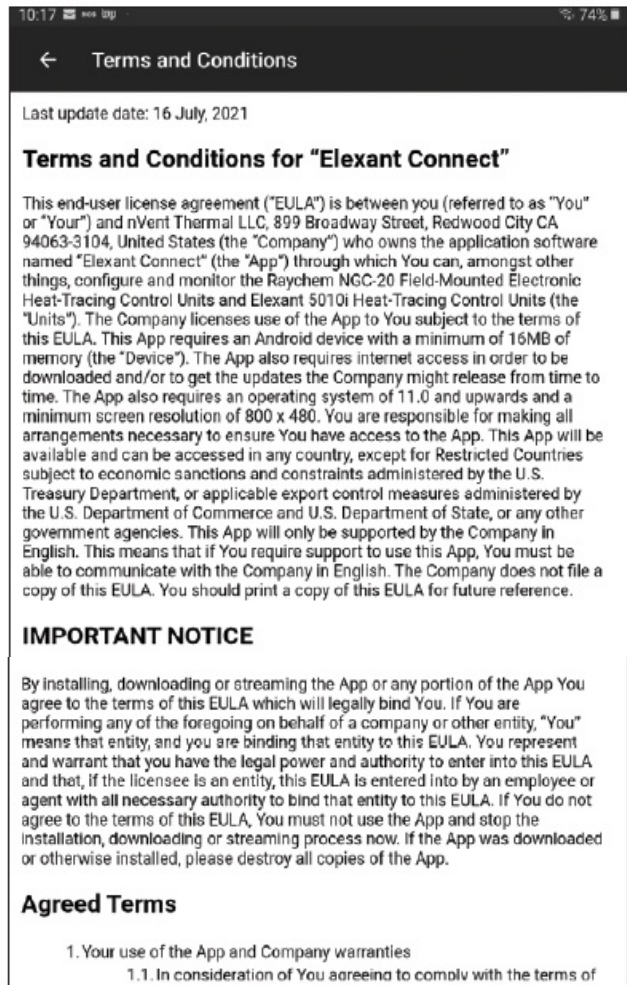 10:17
74%
Terms and Conditions
Last update date: 16 July, 2021
Terms and Conditions for “Elexant Connect”
This end-user license agreement (“EULA”) is between you (referred to as “You”
or “Your”) and nVent Thermal LLC, 899 Broadway Street, Redwood City CA
94063-3104, United States (the “Company”) who owns the application software
named “Elexant Connect” (the “App”) through which You can, amongst other
things, configure and monitor the Raychem NGC-20 Field-Mounted Electronic
Heat-Tracing Control Units and Elexant 5010i Heat-Tracing Control Units (the
“Units”). The Company licenses use of the App to You subject to the terms of
this EULA. This App requires an Android device with a minimum of 16MB of
memory (the “Device”). The App also requires internet access in order to be
downloaded and/or to get the updates the Company might release from time to
time. The App also requires an operating system of 11.0 and upwards and a
minimum screen resolution of 800 x 480. You are responsible for making all
arrangements necessary to ensure You have access to the App. This App will be
available and can be accessed in any country, except for Restricted Countries
subject to economic sanctions and constraints administered by the U.S.
Treasury Department, or applicable export control measures administered by
the U.S. Department of Commerce and U.S. Department of State, or any other
government agencies. This App will only be supported by the Company in
English. This means that if You require support to use this App, You must be
able to communicate with the Company in English. The Company does not file a
copy of this EULA. You should print a copy of this EULA for future reference.
IMPORTANT NOTICE
By installing, downloading or streaming the App or any portion of the App You
agree to the terms of this EULA which will legally bind You. If You are
performing any of the foregoing on behalf of a company or other entity, “You”
means that entity, and you are binding that entity to this EULA. You represent
and warrant that you have the legal power and authority to enter into this EULA
and that, if the licensee is an entity, this EULA is entered into by an employee or
agent with all necessary authority to bind that entity to this EULA. If You do not
agree to the terms of this EULA, You must not use the App and stop the
installation, downloading or streaming process now. If the App was downloaded
or otherwise installed, please destroy all copies of the App.
Agreed Terms
1. Your use of the App and Company warranties
1.1. In consideration of You agreeing to comply with the terms of